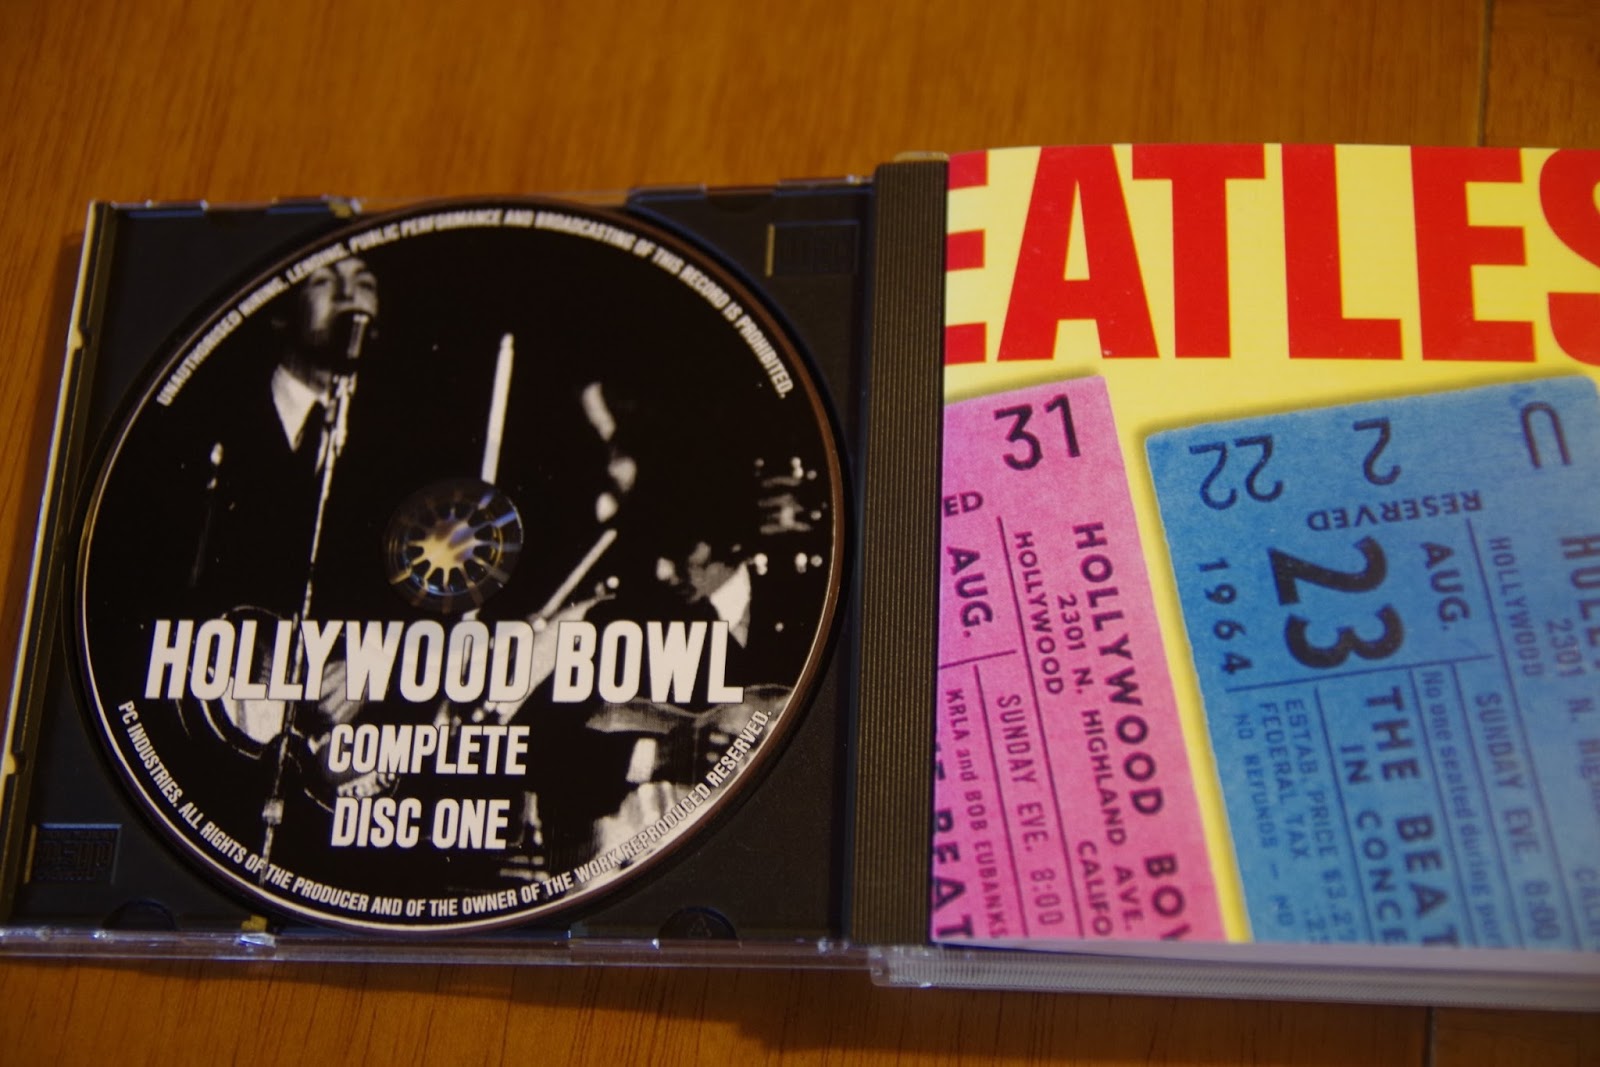 UNAUTHORISED HIRING, LENDING, PUBLIC PERFORMANCE AND BROADCASTING OF THIS RECORD IS PROHIBITED.
HOLLYWOOD BOWL
COMPLETE
DISC ONE
PC INDUSTRIES. ALL RIGHTS OF THE PRODUCER AND OF THE OWNER OF THE WORK REPRODUCED RESERVED.
EATLES
31
ED
AUG.
HOLLYWOOD BOW
2301 N. HIGHLAND AVE.
HOLLYWOOD
CALIFO
SUNDAY EVE. 8:00
KRLA and BOB EUBANKS
BEAT
22
2
U
RESERVED
AUG.
23
1964
2301 N.
HOLLYWOOD
SUNDAY EVE. 8:00
No one seated during
THE BEAT
IN CONCE
ESTAB. PRICE
FEDERAL TAX
NO REFUNDS - NO